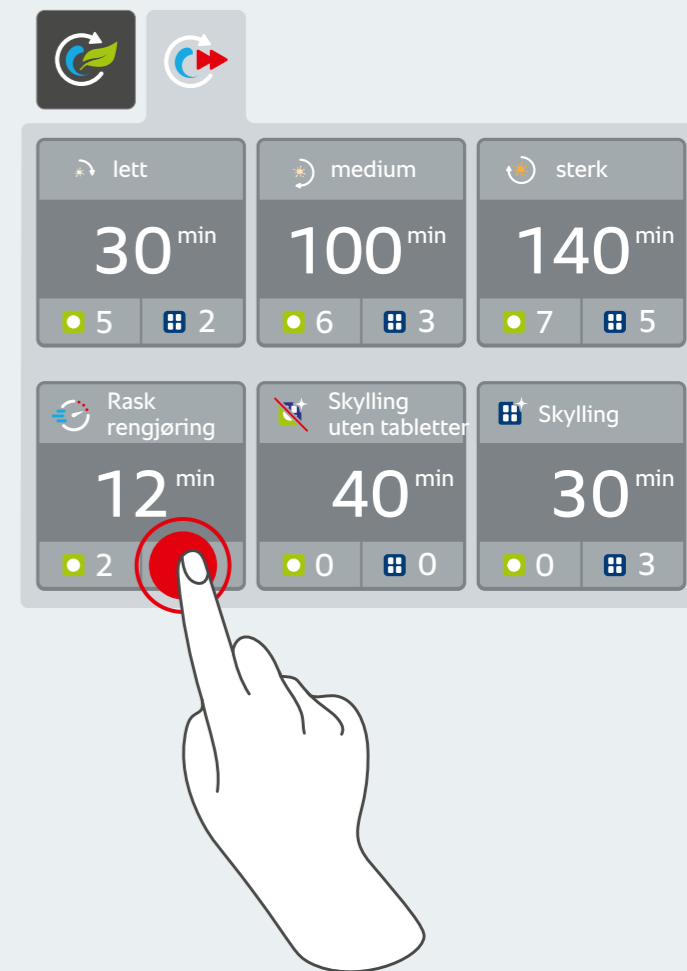 lett
medium
sterk
30 min
100 min
140 min
5
2
6
3
7
5
Rask
rengjøring
Skylling
uten tabletter
Skylling
12 min
40 min
30 min
2
0
0
0
3